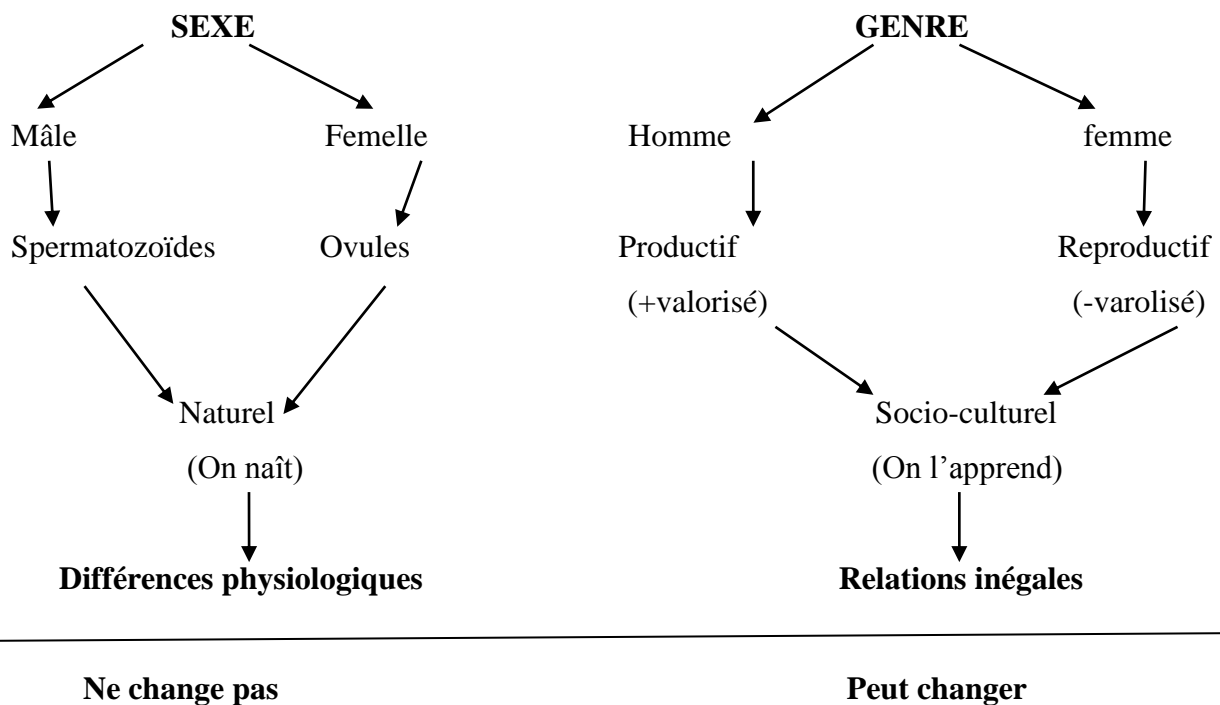 SEXE GENRE
Mâle Femelle Homme femme
Spermatozoïdes Ovules Productif Reproductif
(+valorisé) (-varolisé)
Naturel Socio-culturel
(On naît) (On l’apprend)
Différences physiologiques Relations inégales
Ne change pas Peut changer